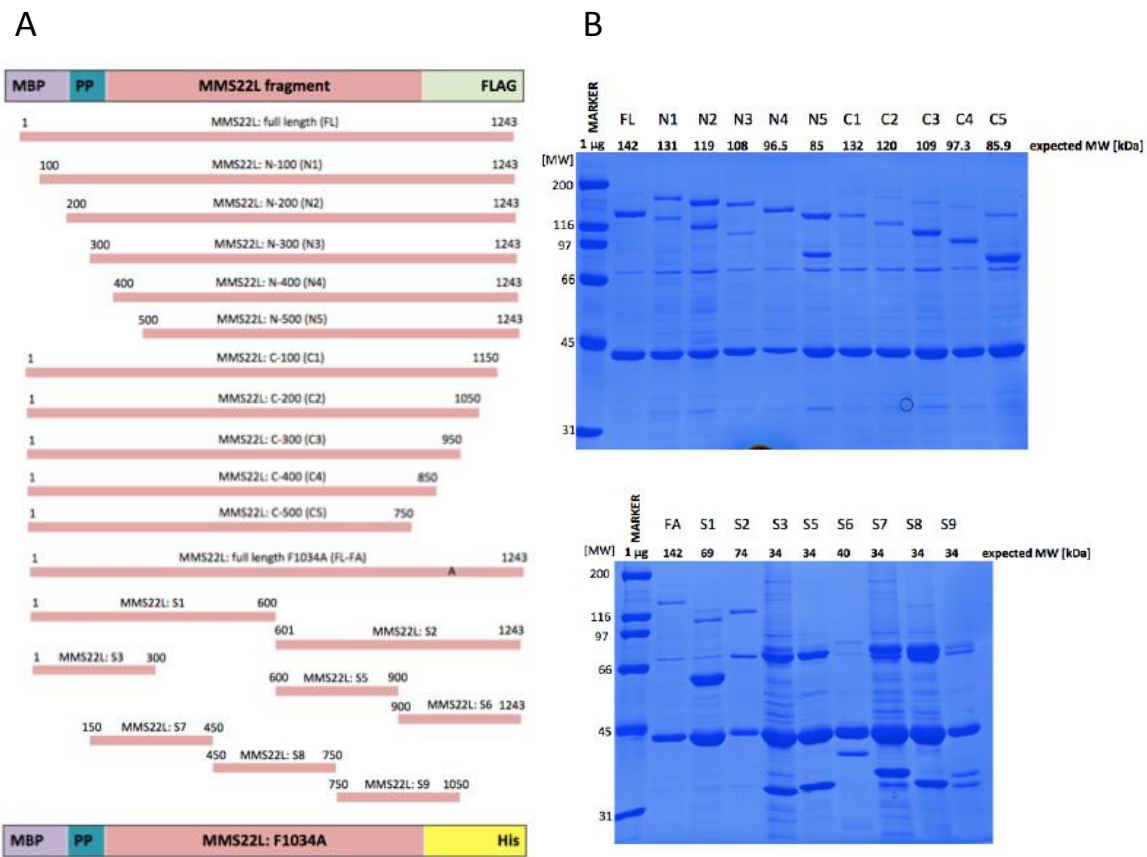 A
MBP PP MMS22L fragment FLAG
1 MMS22L: full length (FL) 1243
100 MMS22L: N-100 (N1) 1243
200 MMS22L: N-200 (N2) 1243
300 MMS22L: N-300 (N3) 1243
400 MMS22L: N-400 (N4) 1243
500 MMS22L: N-500 (N5) 1243
1 MMS22L: C-100 (C1) 1150
1 MMS22L: C-200 (C2) 1050
1 MMS22L: C-300 (C3) 950
1 MMS22L: C-400 (C4) 850
1 MMS22L: C-500 (C5) 750
1 MMS22L: full length F1034A (FL-FA) 1243
A
1 MMS22L: S1 600
601 MMS22L: S2 1243
1 MMS22L: S3 300
600 MMS22L: S5 900
900 MMS22L: S6 1243
150 MMS22L: S7 450
450 MMS22L: S8 750
750 MMS22L: S9 1050
MBP PP MMS22L: F1034A His
B
MARKER
FL N1 N2 N3 N4 N5 C1 C2 C3 C4 C5
1 µg 142 131 119 108 96.5 85 132 120 109 97.3 85.9 expected MW [kDa]
[MW]
200
116
97
66
45
31
MARKER
FA S1 S2 S3 S5 S6 S7 S8 S9
[MW] 1 µg 142 69 74 34 34 40 34 34 34 expected MW [kDa]
200
116
97
66
45
31